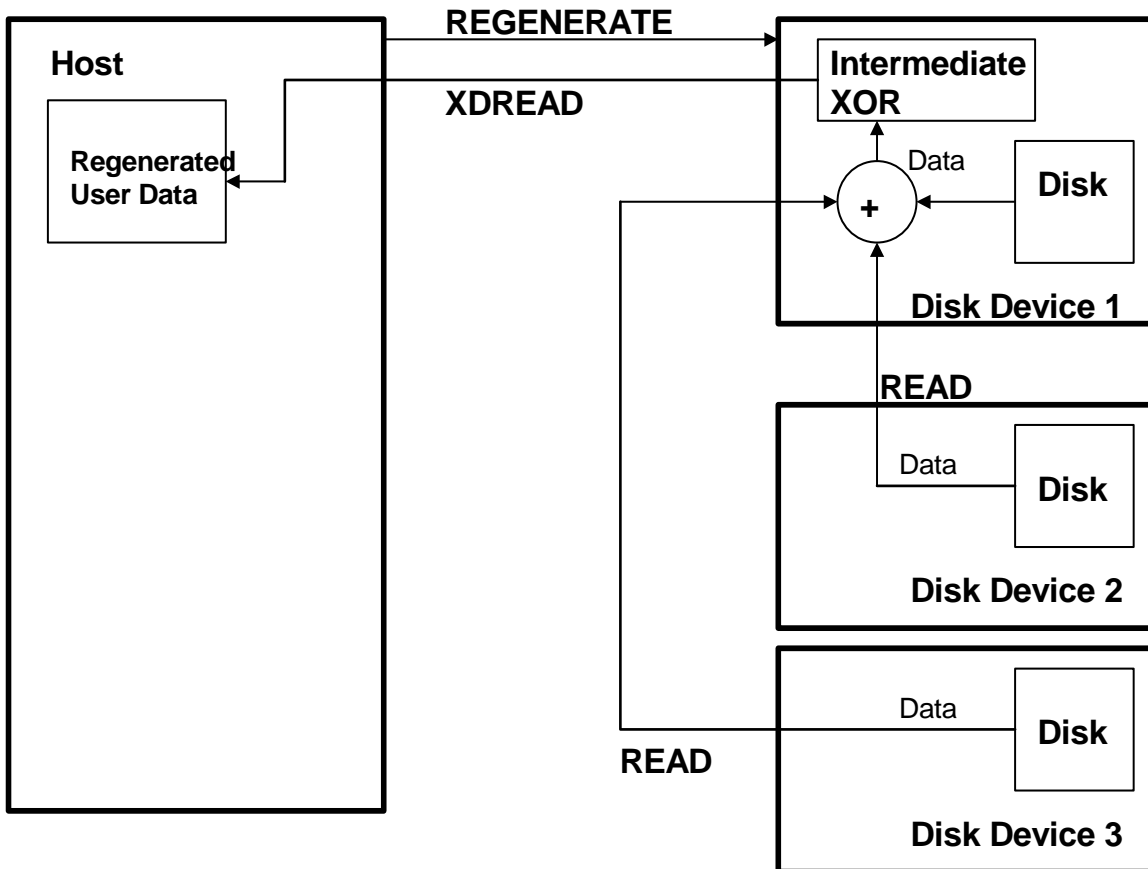 REGENERATE
Host
XDREAD
Regenerated
User Data
Intermediate
XOR
Data
+
Disk
Disk Device 1
READ
Data
Disk
Disk Device 2
Data
Disk
READ
Disk Device 3